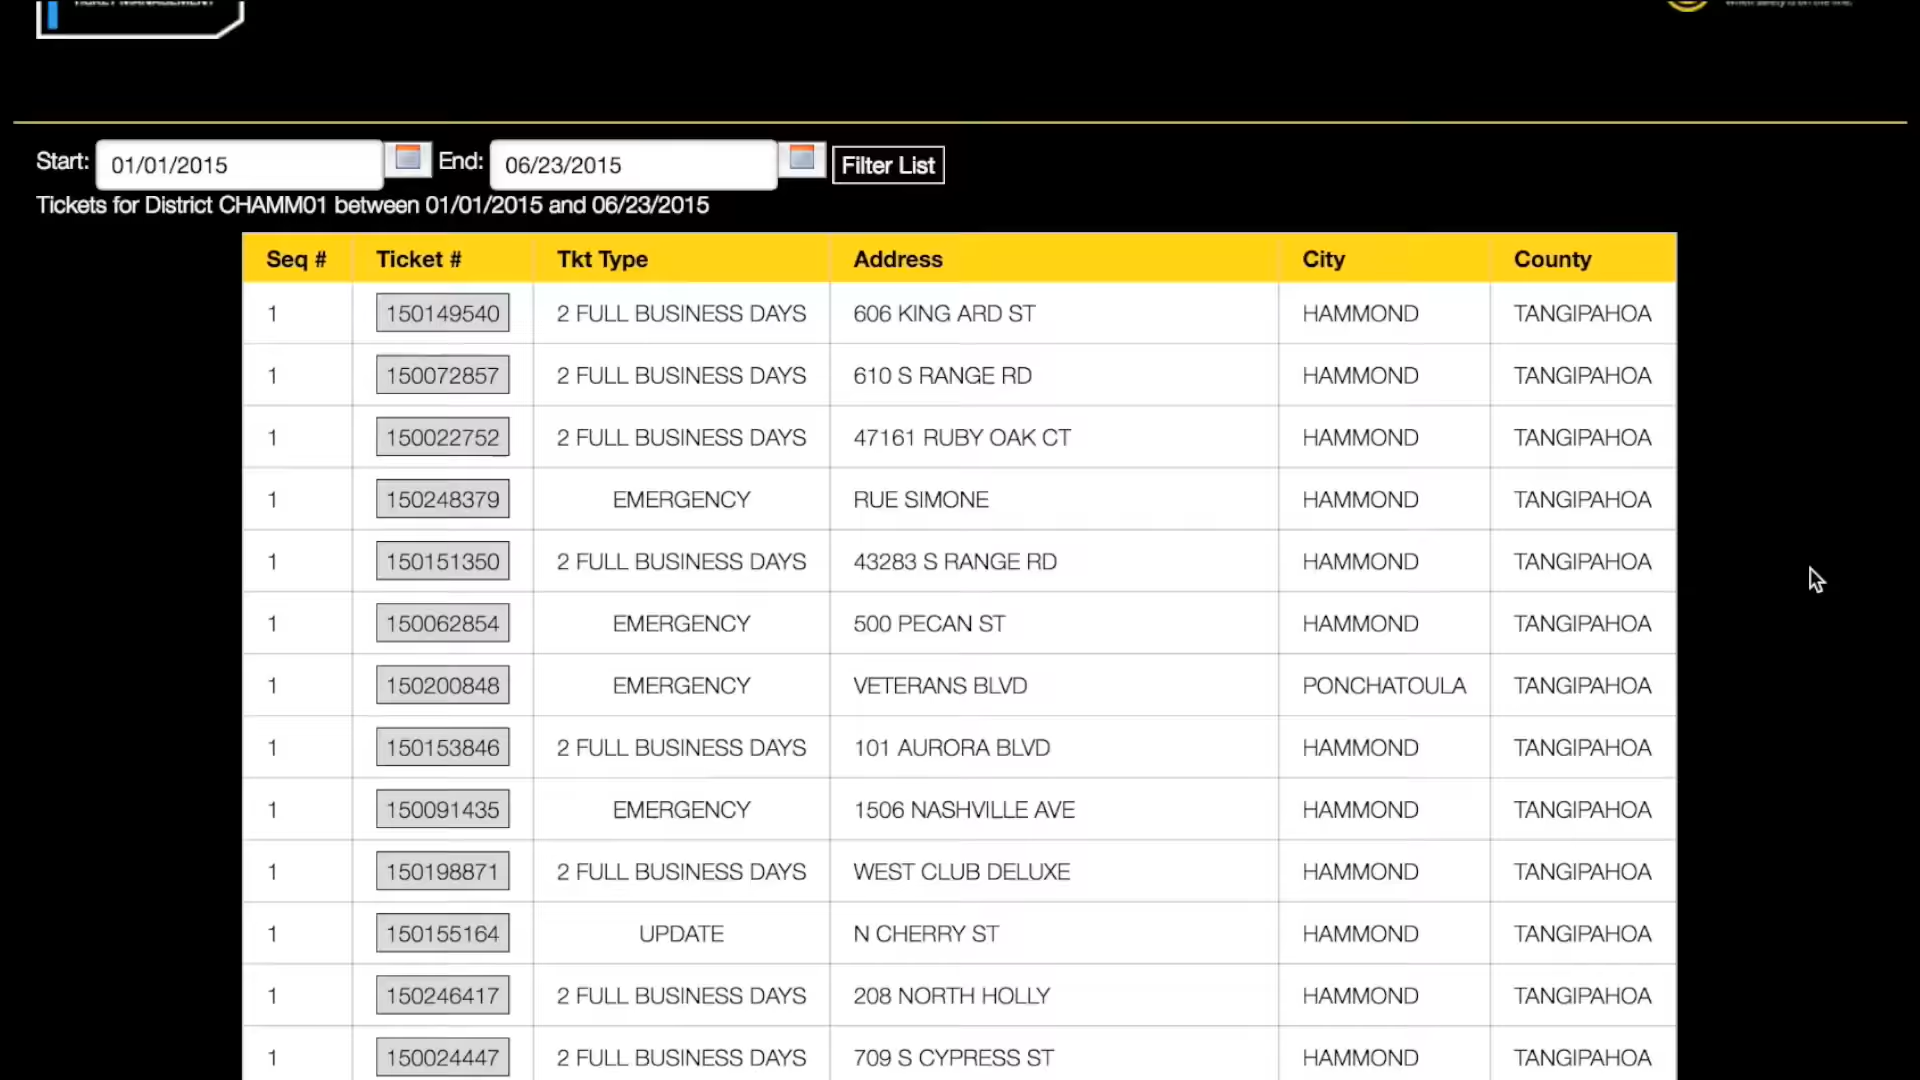 TICKET MANAGEMENT
When safety is on the line.
Start: 01/01/2015 End: 06/23/2015 Filter List
Tickets for District CHAMM01 between 01/01/2015 and 06/23/2015
Seq # Ticket # Tkt Type Address City County
1 150149540 2 FULL BUSINESS DAYS 606 KING ARD ST HAMMOND TANGIPAHOA
1 150072857 2 FULL BUSINESS DAYS 610 S RANGE RD HAMMOND TANGIPAHOA
1 150022752 2 FULL BUSINESS DAYS 47161 RUBY OAK CT HAMMOND TANGIPAHOA
1 150248379 EMERGENCY RUE SIMONE HAMMOND TANGIPAHOA
1 150151350 2 FULL BUSINESS DAYS 43283 S RANGE RD HAMMOND TANGIPAHOA
1 150062854 EMERGENCY 500 PECAN ST HAMMOND TANGIPAHOA
1 150200848 EMERGENCY VETERANS BLVD PONCHATOULA TANGIPAHOA
1 150153846 2 FULL BUSINESS DAYS 101 AURORA BLVD HAMMOND TANGIPAHOA
1 150091435 EMERGENCY 1506 NASHVILLE AVE HAMMOND TANGIPAHOA
1 150198871 2 FULL BUSINESS DAYS WEST CLUB DELUXE HAMMOND TANGIPAHOA
1 150155164 UPDATE N CHERRY ST HAMMOND TANGIPAHOA
1 150246417 2 FULL BUSINESS DAYS 208 NORTH HOLLY HAMMOND TANGIPAHOA
1 150024447 2 FULL BUSINESS DAYS 709 S CYPRESS ST HAMMOND TANGIPAHOA